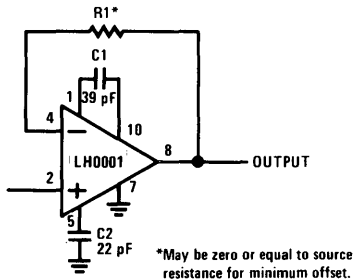 R1*
C1
39 pF
1
4
10
LH0001
8
OUTPUT
2
7
5
C2
22 pF
*May be zero or equal to source
resistance for minimum offset.